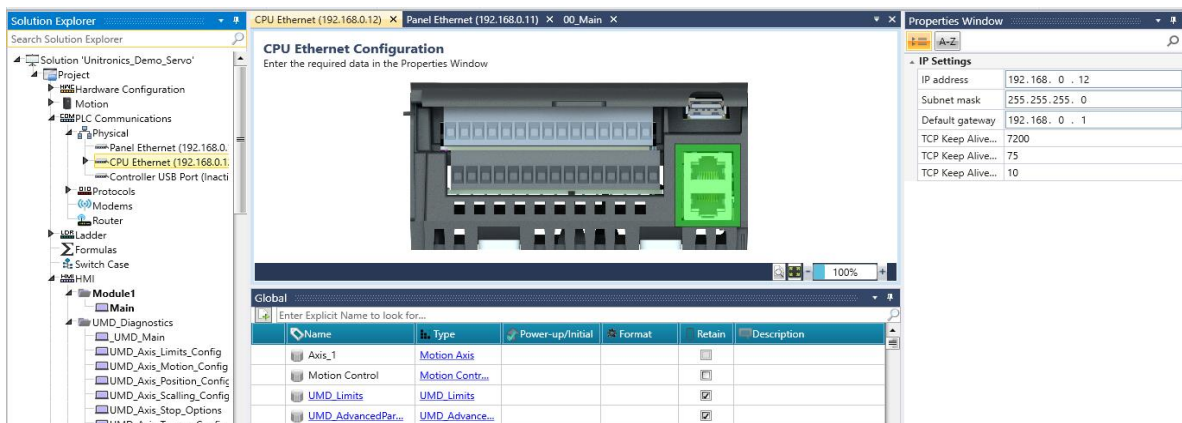 Solution Explorer
Search Solution Explorer
Solution 'Unitronics_Demo_Servo'
Project
Hardware Configuration
Motion
PLC Communications
Physical
Panel Ethernet (192.168.0.
CPU Ethernet (192.168.0.1.
Controller USB Port (Inacti
Protocols
Modems
Router
Ladder
Formulas
Switch Case
HMI
Module1
Main
UMD_Diagnostics
_UMD_Main
UMD_Axis_Limits_Config
UMD_Axis_Motion_Config
UMD_Axis_Position_Config
UMD_Axis_Scalling_Config
UMD_Axis_Stop_Options
CPU Ethernet (192.168.0.12) Panel Ethernet (192.168.0.11) 00_Main
CPU Ethernet Configuration
Enter the required data in the Properties Window
100%
Global
Enter Explicit Name to look for...
Name Type Power-up/Initial Format Retain Description
Axis_1 Motion Axis
Motion Control Motion Contr...
UMD_Limits UMD_Limits
UMD_AdvancedPar... UMD_Advance...
Properties Window
A-Z
IP Settings
IP address 192.168. 0 . 12
Subnet mask 255.255.255. 0
Default gateway 192.168. 0 . 1
TCP Keep Alive... 7200
TCP Keep Alive... 75
TCP Keep Alive... 10